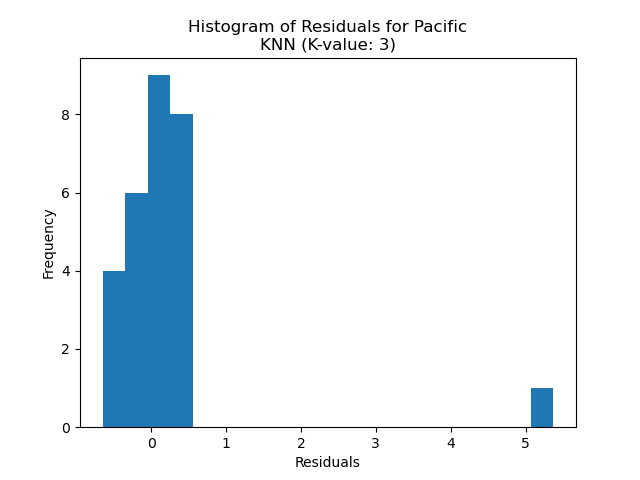 Histogram of Residuals for Pacific
KNN (K-value: 3)
8
6
4
2
0
Frequency
0 1 2 3 4 5
Residuals